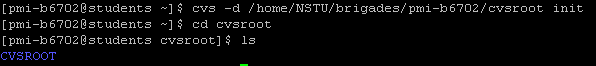 [pmi-b6702@students ~]$ cvs -d /home/NSTU/brigades/pmi-b6702/cvsroot init
[pmi-b6702@students ~]$ cd cvsroot
[pmi-b6702@students cvsroot]$ ls
CVSROOT